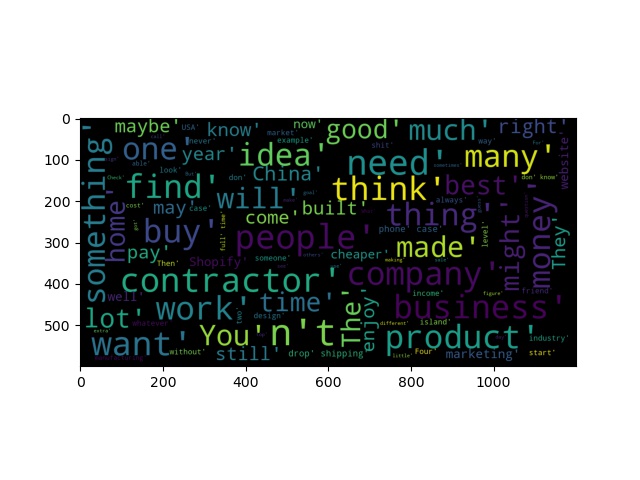 0
maybe' USA' know' now' good' much' right'
never' market' example' shit' way'
100
one' year' idea' need' many'
able' look' But' China' sometimes' don' know'
find' don' think' best' website'
200
something' home' cost' may' case' will' built' thing' always'
come' phone case' level'
buy' full time' people' made' might' money' They'
300
pay' Then' Shopify' someone' others' cheaper' making'
contractor' company'
400
well' income' figure' friend'
work' time' business'
lot' whatever' design' The' enjoy' different' island'
500
extra' You' n't' product' industry'
want' without' still' drop' shipping' little' Four' marketing' start'
manufacturing
0 200 400 600 800 1000